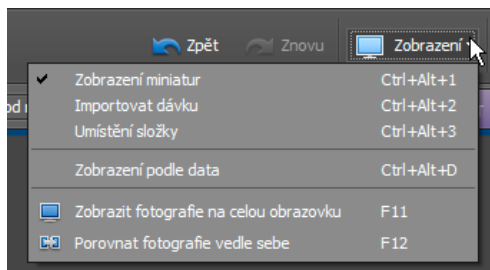 Zpět Znovu Zobrazení
Zobrazení miniatur Ctrl+Alt+1
Importovat dávku Ctrl+Alt+2
Umístění složky Ctrl+Alt+3
Zobrazení podle data Ctrl+Alt+D
Zobrazit fotografie na celou obrazovku F11
Porovnat fotografie vedle sebe F12